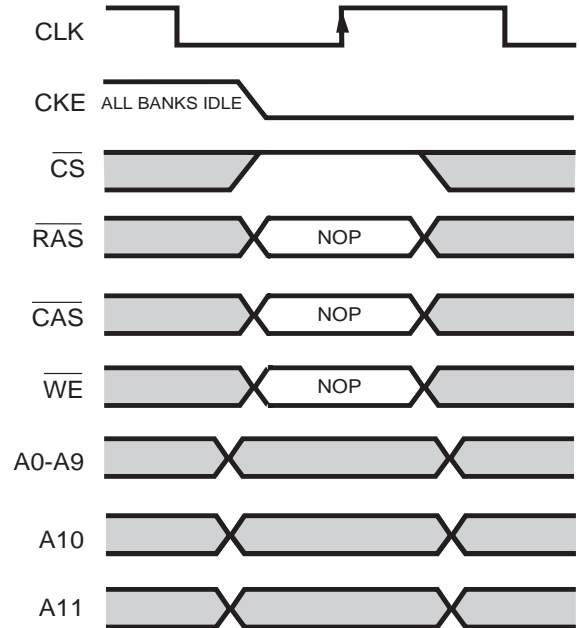 CLK
CKE ALL BANKS IDLE
CS
RAS NOP
CAS NOP
WE NOP
A0-A9
A10
A11